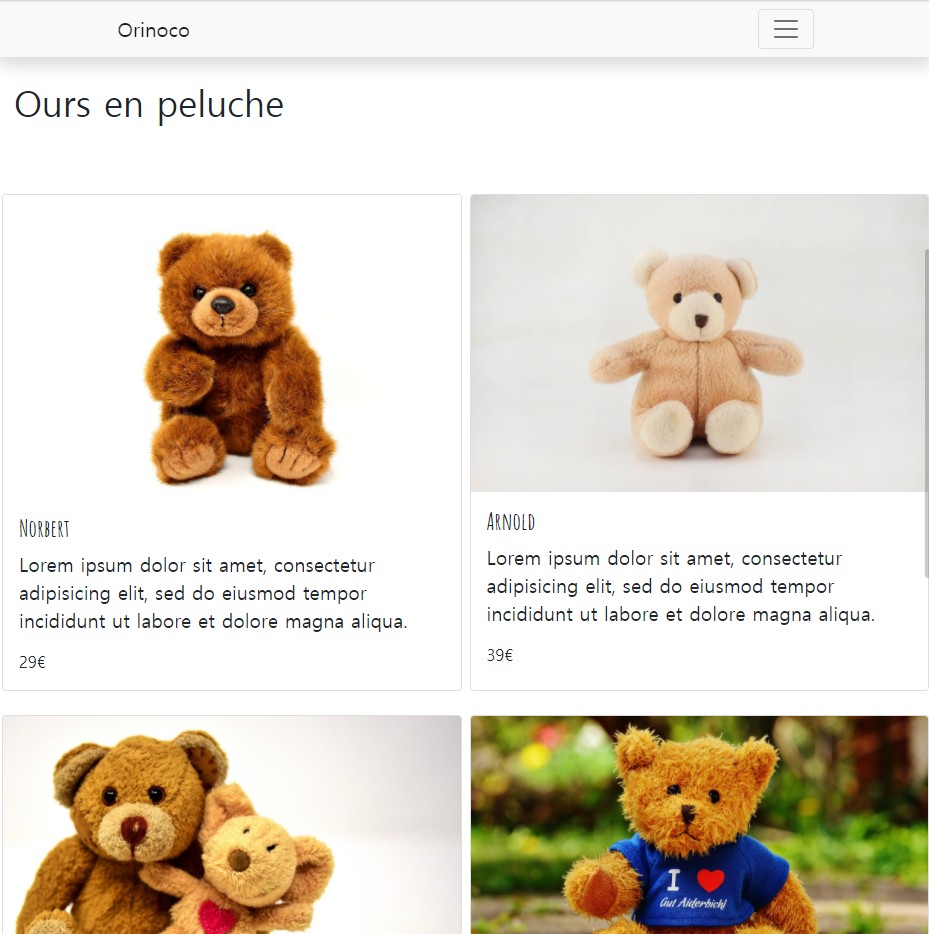 Orinoco
Ours en peluche
Norbert
Lorem ipsum dolor sit amet, consectetur
adipisicing elit, sed do eiusmod tempor
incididunt ut labore et dolore magna aliqua.
29€
Arnold
Lorem ipsum dolor sit amet, consectetur
adipisicing elit, sed do eiusmod tempor
incididunt ut labore et dolore magna aliqua.
39€
I ❤
Gut Aiderbichl